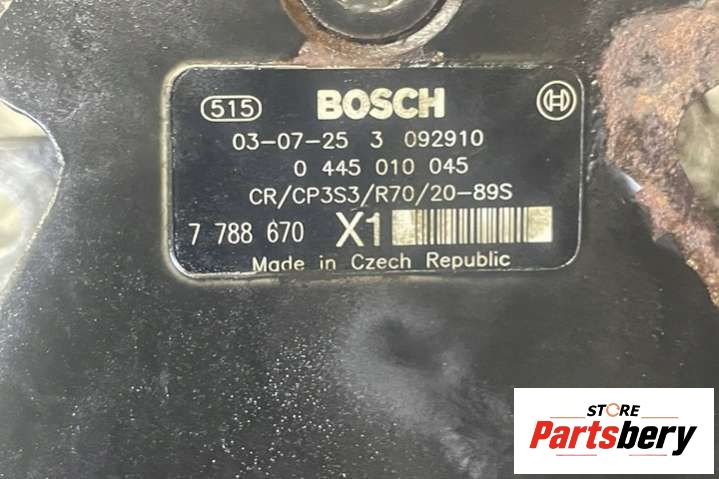 515 BOSCH
03-07-25 3 092910
0 445 010 045
CR/CP3S3/R70/20-89S
7 788 670 X1
Made in Czech Republic
STORE
Partsbery